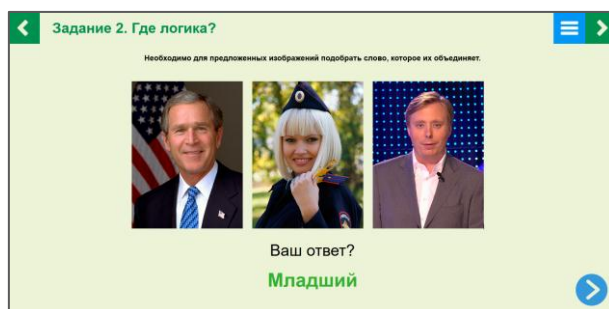 Задание 2. Где логика?
Необходимо для предложенных изображений подобрать слово, которое их объединяет.
Ваш ответ?
Младший